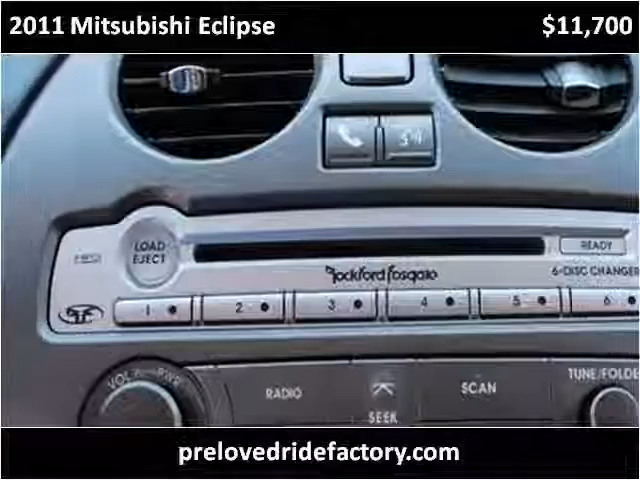 2011 Mitsubishi Eclipse
$11,700
LOAD
EJECT
READY
Rockford Fosgate
6-DISC CHANGER
1
2
3
4
5
6
VOL
PWR
RADIO
SEEK
SCAN
TUNE/FOLDE
prelovedridefactory.com